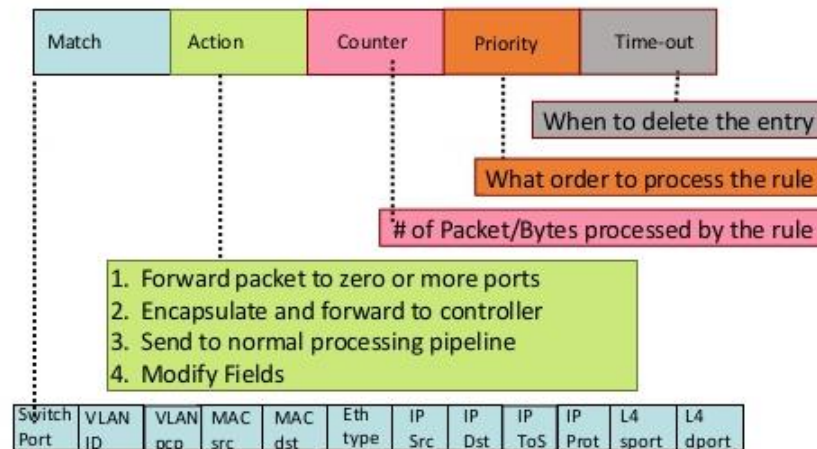 Match Action Counter Priority Time-out
When to delete the entry
What order to process the rule
# of Packet/Bytes processed by the rule
1. Forward packet to zero or more ports
2. Encapsulate and forward to controller
3. Send to normal processing pipeline
4. Modify Fields
Switch VLAN VLAN MAC MAC Eth IP IP IP IP L4 L4
Port ID pcp src dst type Src Dst ToS Prot sport dport